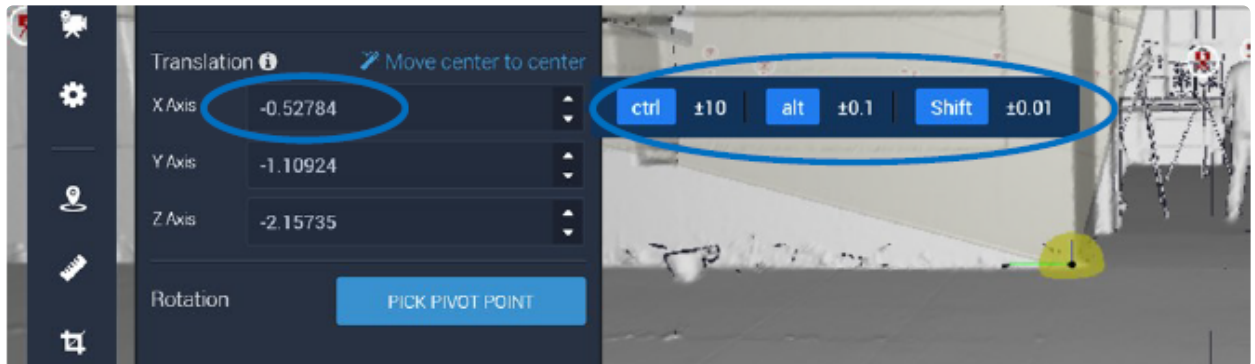 Translation Move center to center
X Axis -0.52784 ctrl ±10 alt ±0.1 Shift ±0.01
Y Axis -1.10924
Z Axis -2.15735
Rotation PICK PIVOT POINT